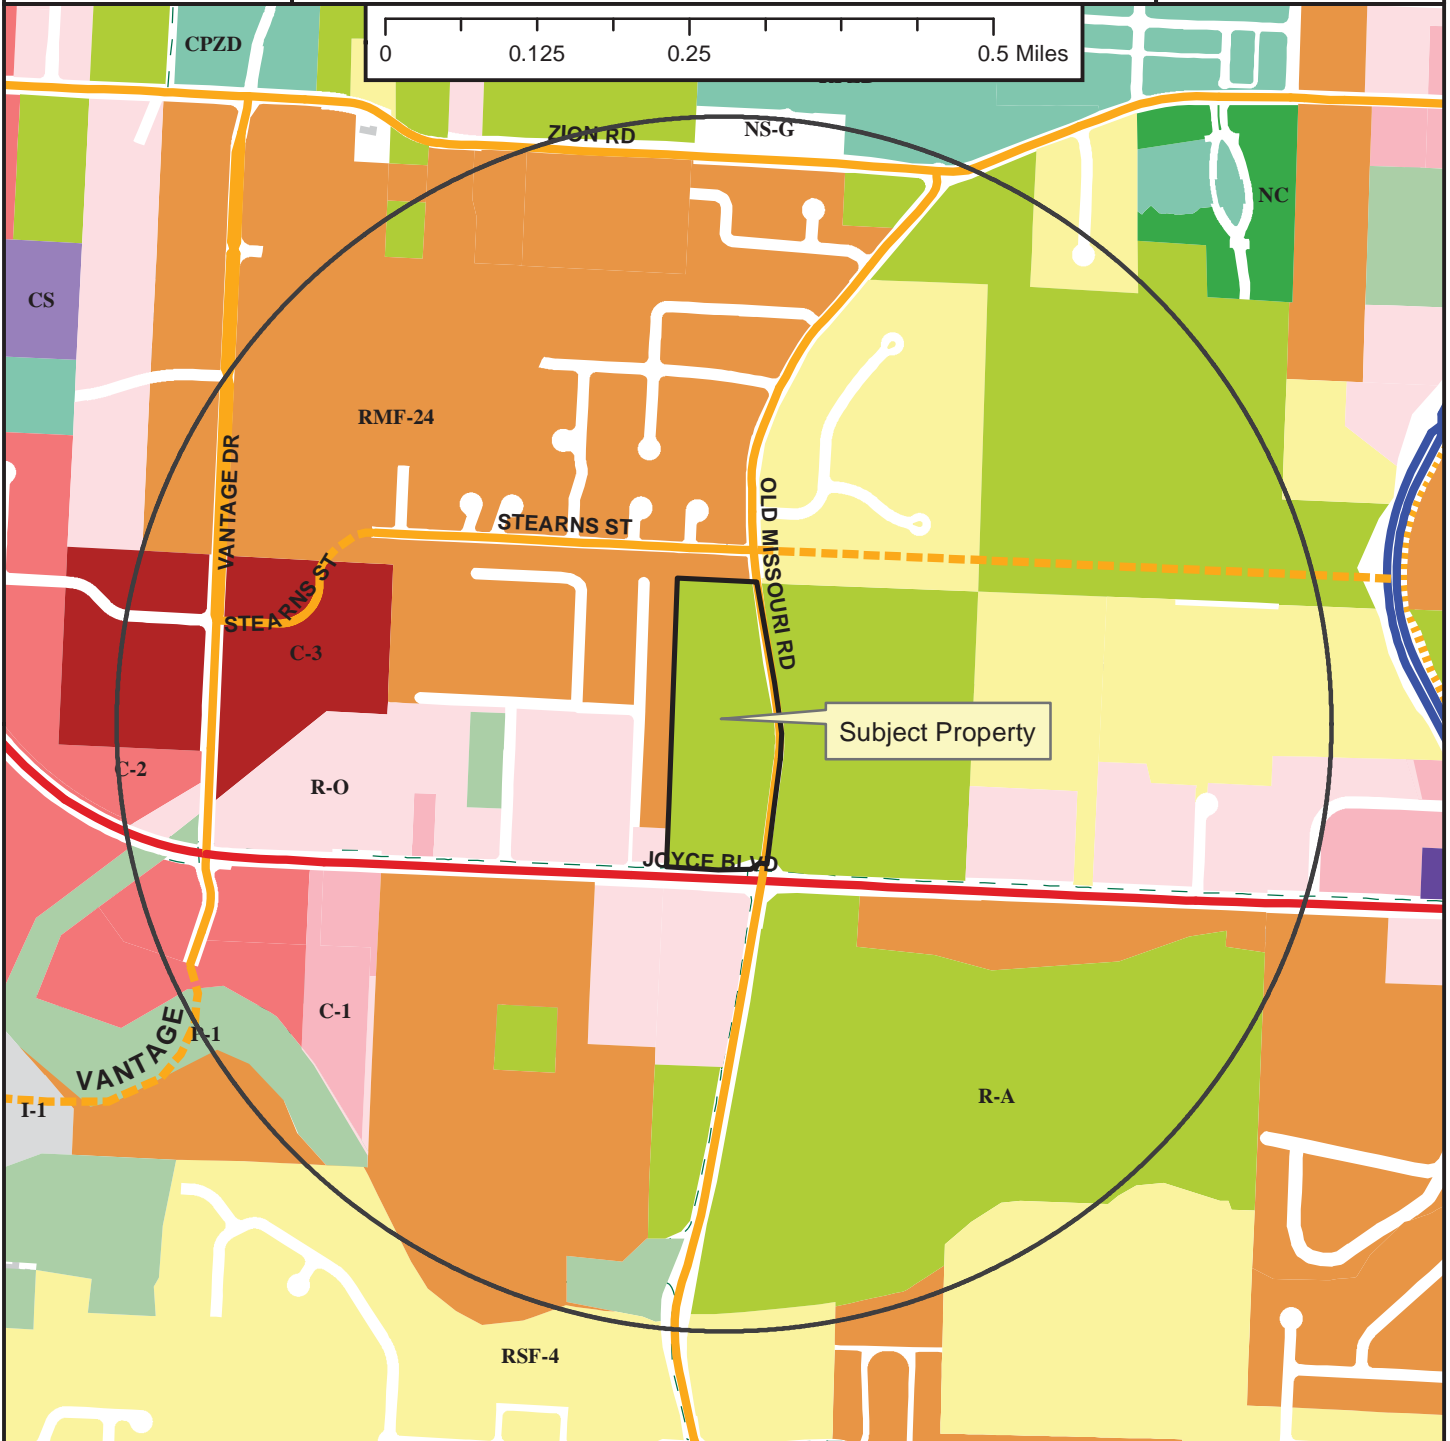 0 0.125 0.25 0.5 Miles
CPZD
ZION RD
NS-G
NC
CS
RMF-24
VANTAGE DR
STEARNS ST
OLD MISSOURI RD
STEARNS ST
C-3
Subject Property
C-2
R-O
JOYCE BLVD
C-1
P-1
VANTAGE
R-A
I-1
RSF-4